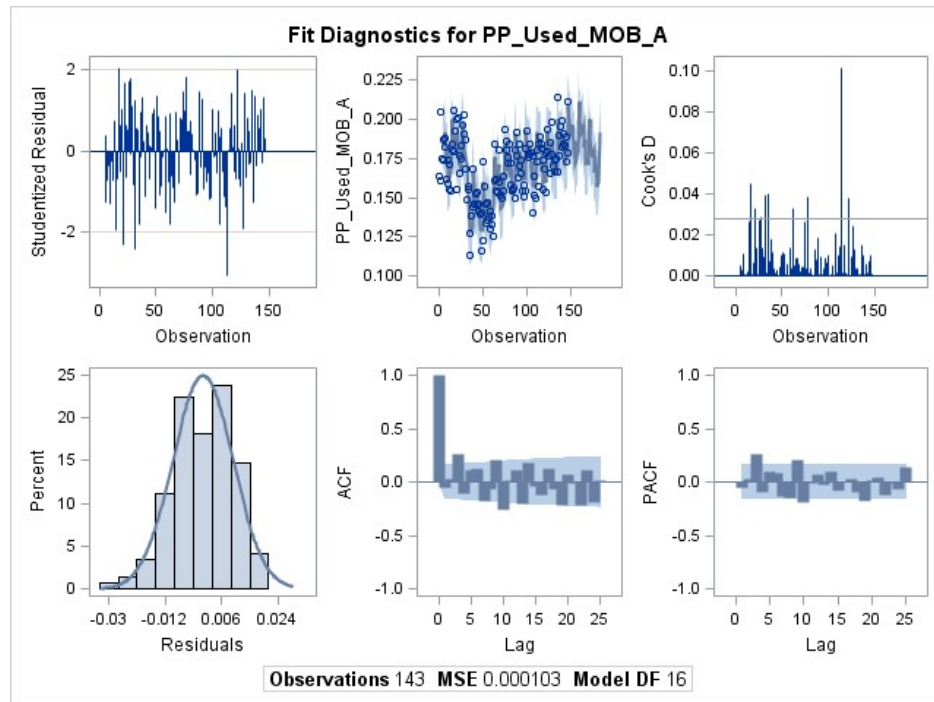 Fit Diagnostics for PP_Used_MOB_A
Studentized Residual
2
0
-2
0 50 100 150
Observation
PP_Used_MOB_A
0.225
0.200
0.175
0.150
0.125
0.100
0 50 100 150
Observation
Cook's D
0.10
0.08
0.06
0.04
0.02
0.00
0 50 100 150
Observation
Percent
25
20
15
10
5
0
-0.03 -0.012 0.006 0.024
Residuals
ACF
1.0
0.5
0.0
-0.5
-1.0
0 5 10 15 20 25
Lag
PACF
1.0
0.5
0.0
-0.5
-1.0
0 5 10 15 20 25
Lag
Observations 143 MSE 0.000103 Model DF 16